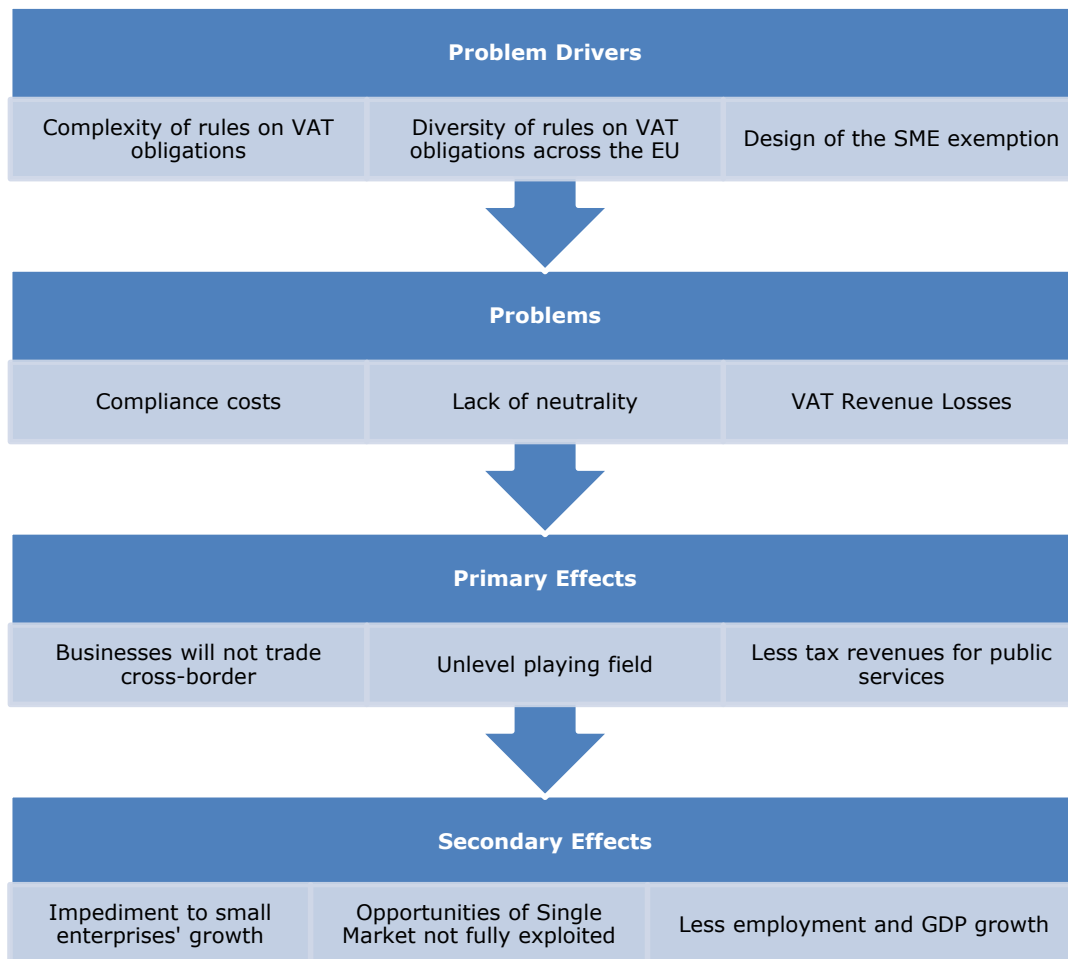 Problem Drivers
Complexity of rules on VAT
obligations
Diversity of rules on VAT
obligations across the EU
Design of the SME exemption
Problems
Compliance costs
Lack of neutrality
VAT Revenue Losses
Primary Effects
Businesses will not trade
cross-border
Unlevel playing field
Less tax revenues for public
services
Secondary Effects
Impediment to small
enterprises' growth
Opportunities of Single
Market not fully exploited
Less employment and GDP growth